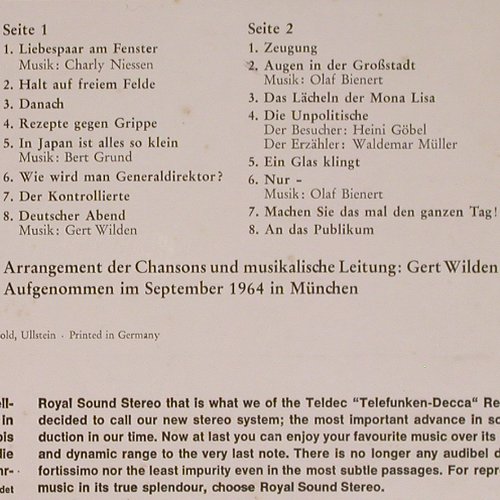 Seite 1
1. Liebespaar am Fenster
Musik: Charly Niessen
2. Halt auf freiem Felde
3. Danach
4. Rezepte gegen Grippe
5. In Japan ist alles so klein
Musik: Bert Grund
6. Wie wird man Generaldirektor?
7. Der Kontrollierte
8. Deutscher Abend
Musik: Gert Wilden
Seite 2
1. Zeugung
2. Augen in der Großstadt
Musik: Olaf Bienert
3. Das Lächeln der Mona Lisa
4. Die Unpolitische
Der Besucher: Heini Göbel
Der Erzähler: Waldemar Müller
5. Ein Glas klingt
6. Nur –
Musik: Olaf Bienert
7. Machen Sie das mal den ganzen Tag!
8. An das Publikum
Arrangement der Chansons und musikalische Leitung: Gert Wilden
Aufgenommen im September 1964 in München
old, Ullstein · Printed in Germany
ell-
in
bis
die
hr-
det
Royal Sound Stereo that is what we of the Teldec "Telefunken-Decca" Re
decided to call our new stereo system; the most important advance in so
duction in our time. Now at last you can enjoy your favourite music over its
and dynamic range to the very last note. There is no longer any audibel d
fortissimo nor the least impurity even in the most subtle passages. For repr
music in its true splendour, choose Royal Sound Stereo.